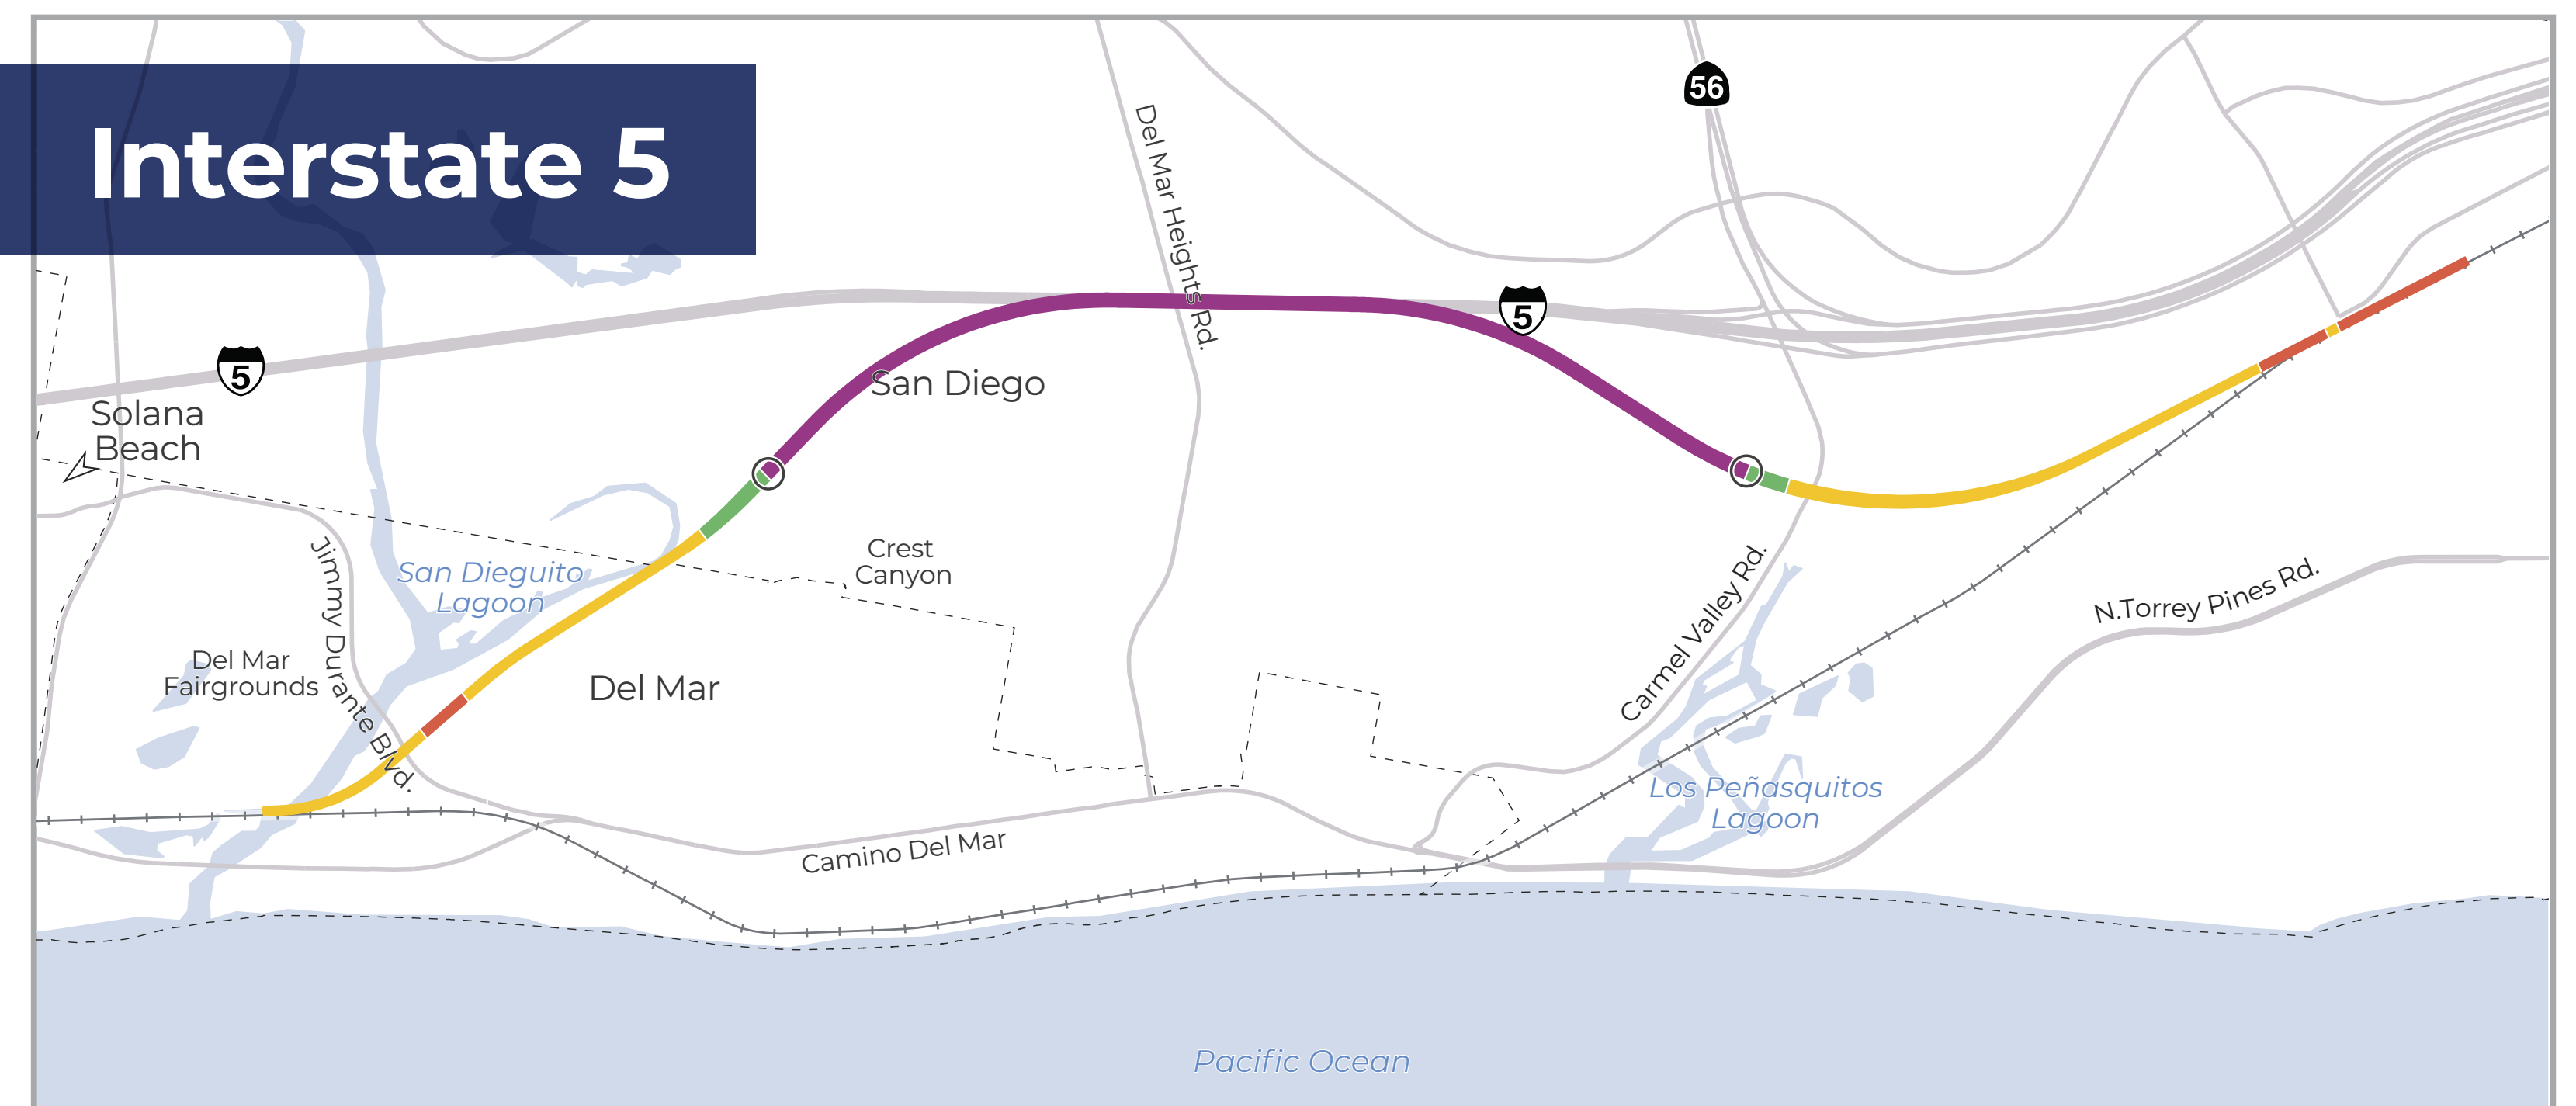 Interstate 5
56
Del Mar Heights Rd.
5
5
Solana
Beach
San Diego
Crest
Canyon
Jimmy Durante Blvd.
San Dieguito
Lagoon
Del Mar
Fairgrounds
Del Mar
Carmel Valley Rd.
N.Torrey Pines Rd.
Los Peñasquitos
Lagoon
Camino Del Mar
Pacific Ocean